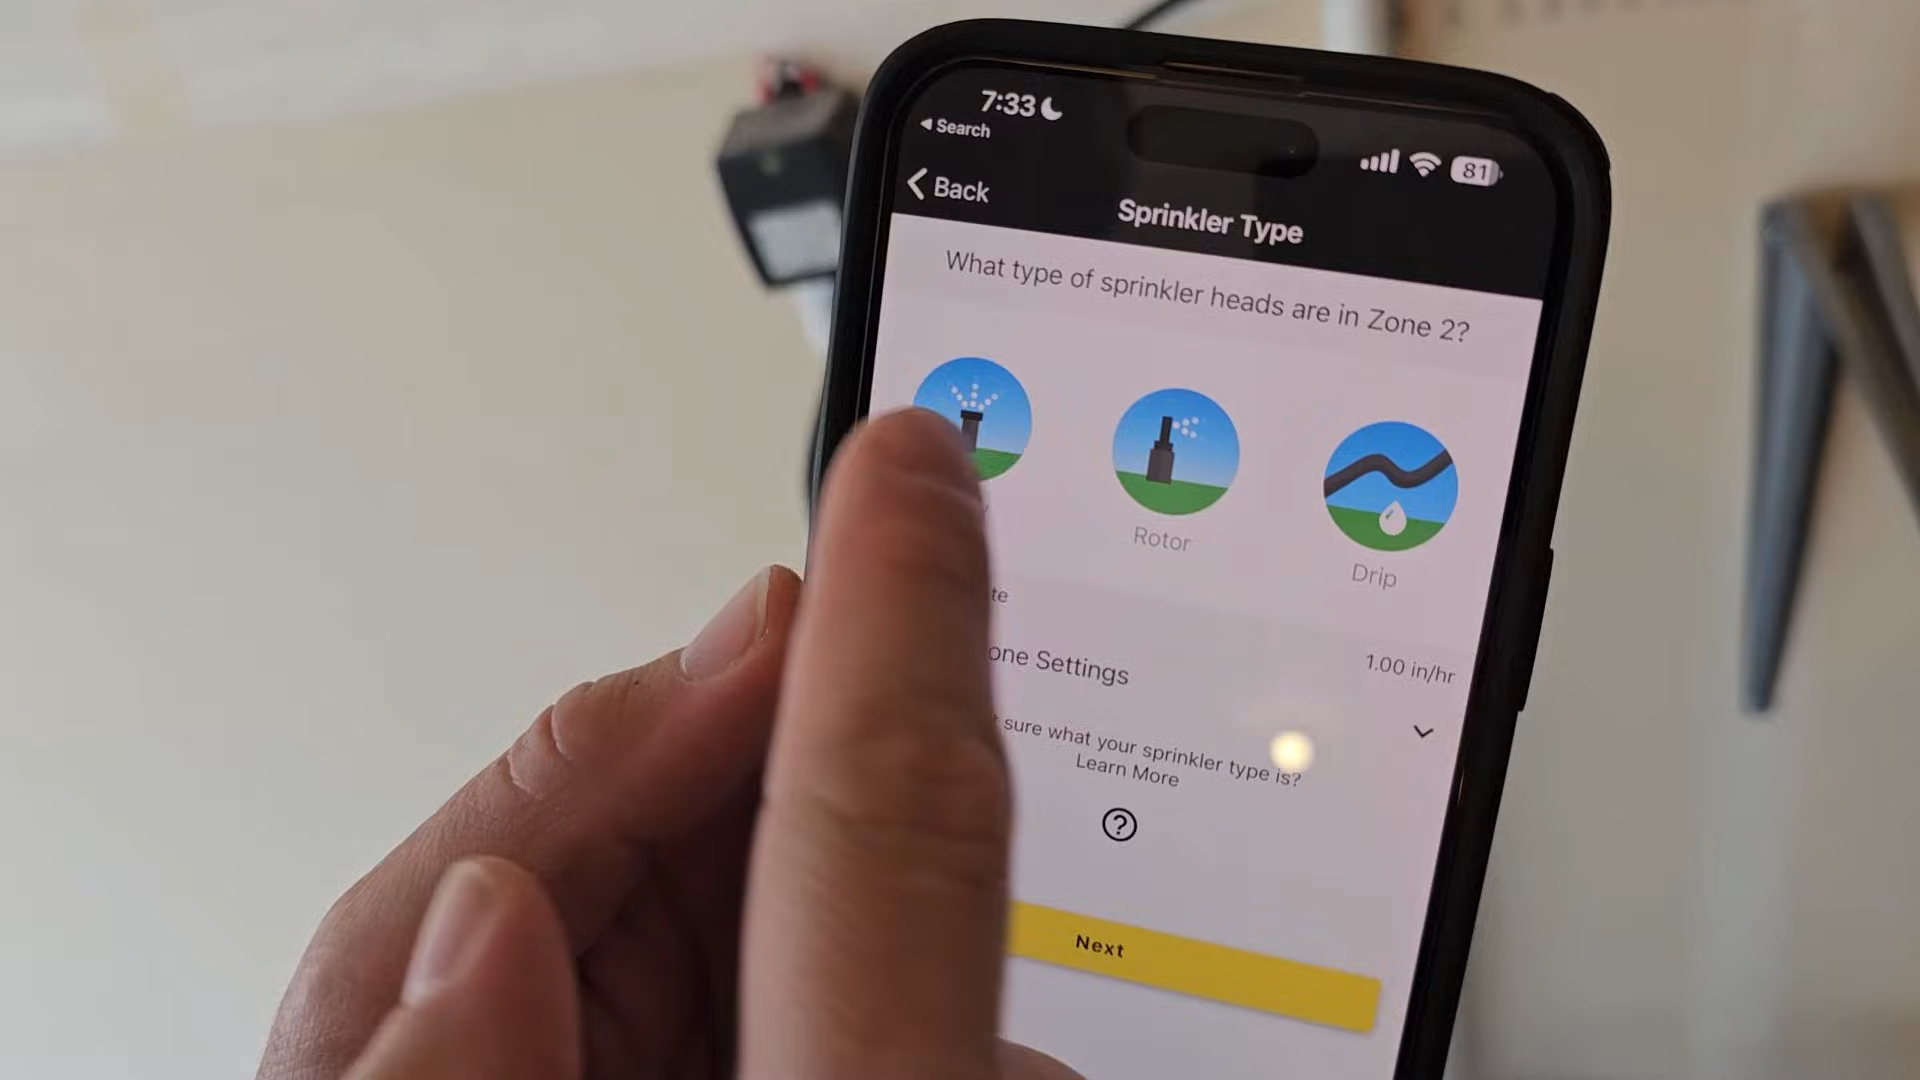 7:33
Search
81
Back
Sprinkler Type
What type of sprinkler heads are in Zone 2?
Rotor
Drip
te
1.00 in/hr
one Settings
sure what your sprinkler type is?
Learn More
?
Next